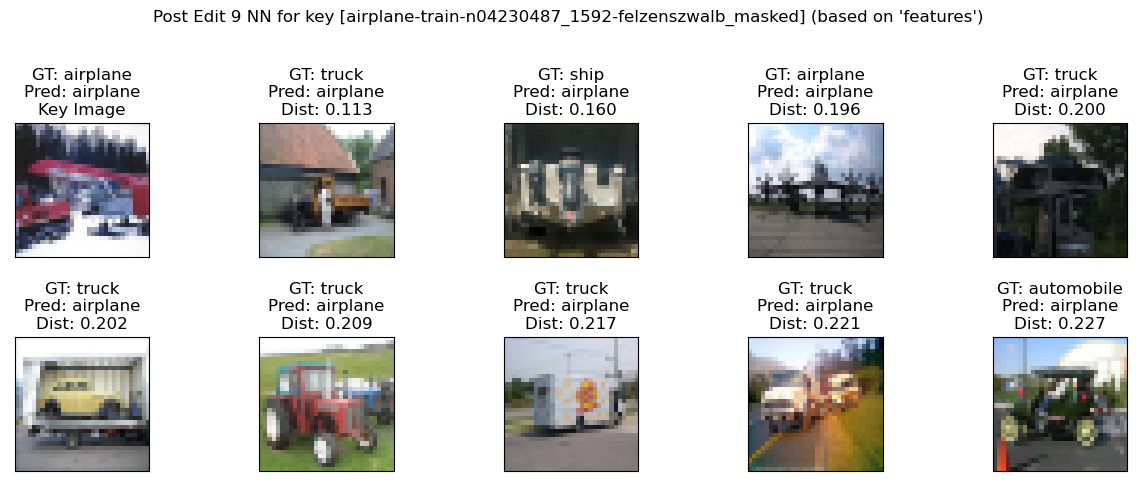 Post Edit 9 NN for key [airplane-train-n04230487_1592-felzenszwalb_masked] (based on 'features')
GT: airplane
Pred: airplane
Key Image
GT: truck
Pred: airplane
Dist: 0.113
GT: ship
Pred: airplane
Dist: 0.160
GT: airplane
Pred: airplane
Dist: 0.196
GT: truck
Pred: airplane
Dist: 0.200
GT: truck
Pred: airplane
Dist: 0.202
GT: truck
Pred: airplane
Dist: 0.209
GT: truck
Pred: airplane
Dist: 0.217
GT: truck
Pred: airplane
Dist: 0.221
GT: automobile
Pred: airplane
Dist: 0.227